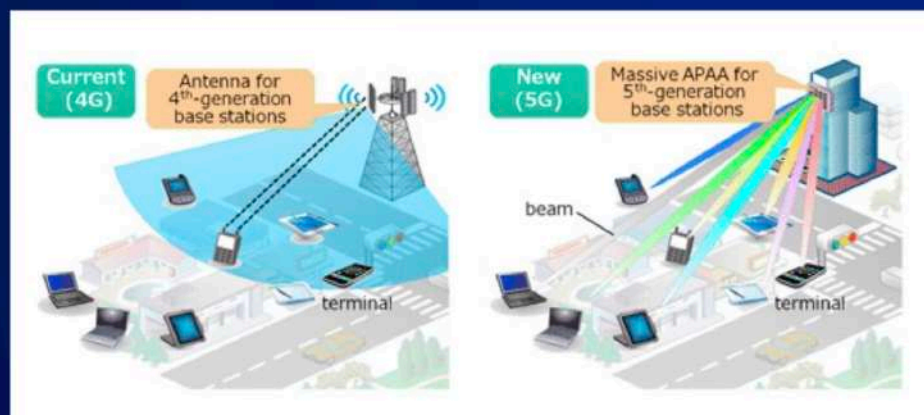 Current
(4G)
Antenna for
4th-generation
base stations
terminal
New
(5G)
Massive APAA for
5th-generation
base stations
beam
terminal